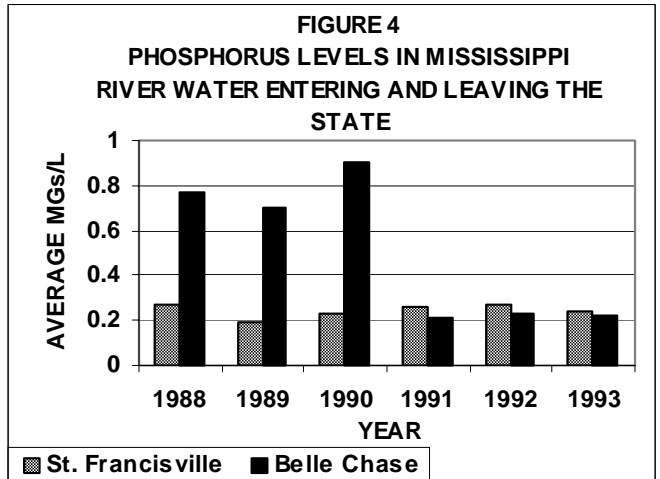 FIGURE 4
PHOSPHORUS LEVELS IN MISSISSIPPI
RIVER WATER ENTERING AND LEAVING THE
STATE
AVERAGE MGs/L
1
0.8
0.6
0.4
0.2
0
1988 1989 1990 1991 1992 1993
YEAR
St. Francisville Belle Chase